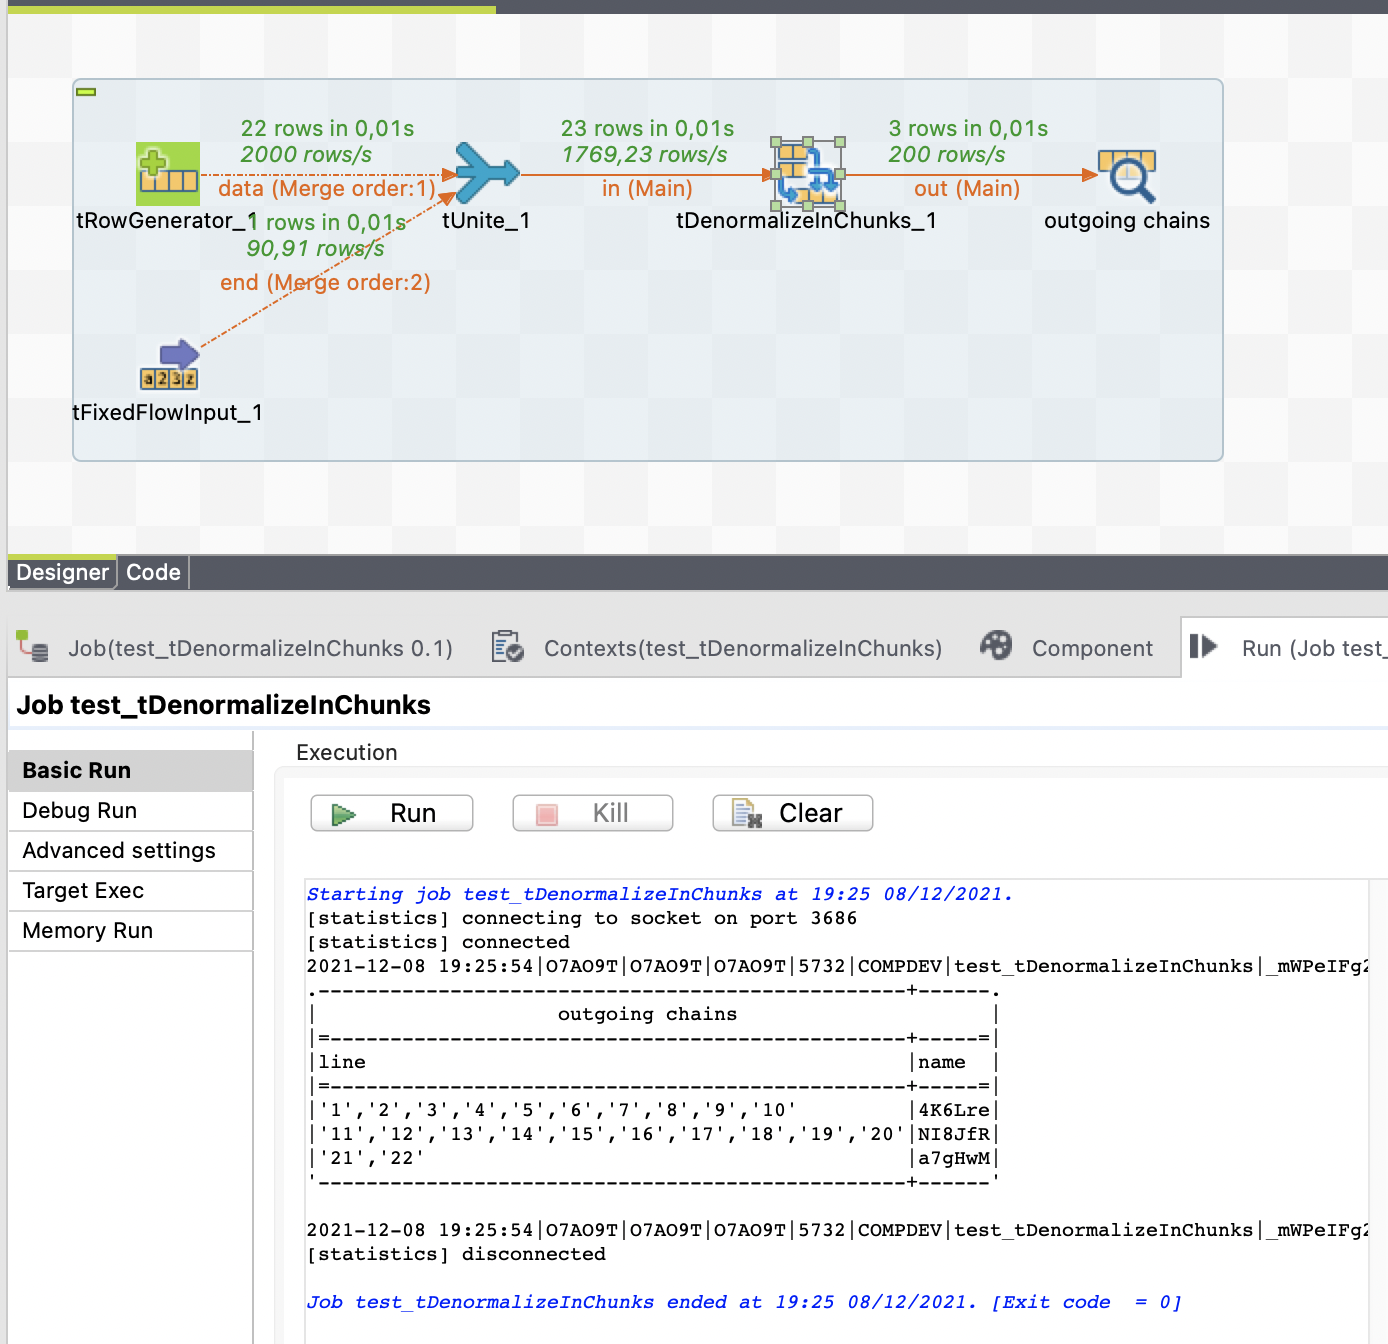 22 rows in 0,01s
2000 rows/s
data (Merge order:1)
23 rows in 0,01s
1769,23 rows/s
in (Main)
3 rows in 0,01s
200 rows/s
out (Main)
tRowGenerator_1
1 rows in 0,01s
90,91 rows/s
end (Merge order:2)
tUnite_1
tDenormalizeInChunks_1
outgoing chains
a23z
tFixedFlowInput_1
Designer
Code
Job(test_tDenormalizeInChunks 0.1)
Contexts(test_tDenormalizeInChunks)
Component
Run (Job test_
Job test_tDenormalizeInChunks
Basic Run
Debug Run
Advanced settings
Target Exec
Memory Run
Execution
Run
Kill
Clear
Starting job test_tDenormalizeInChunks at 19:25 08/12/2021.
[statistics] connecting to socket on port 3686
[statistics] connected
2021-12-08 19:25:54|O7AO9T|O7AO9T|O7AO9T|5732|COMPDEV|test_tDenormalizeInChunks|_mWPeIFg2
.-------------------------------------------------+------.
|                    outgoing chains                     |
|=------------------------------------------------+-----=|
|line                                             |name  |
|=------------------------------------------------+-----=|
|'1','2','3','4','5','6','7','8','9','10'         |4K6Lre|
|'11','12','13','14','15','16','17','18','19','20'|NI8JfR|
|'21','22'                                        |a7gHwM|
'-------------------------------------------------+------'
2021-12-08 19:25:54|O7AO9T|O7AO9T|O7AO9T|5732|COMPDEV|test_tDenormalizeInChunks|_mWPeIFg2
[statistics] disconnected
Job test_tDenormalizeInChunks ended at 19:25 08/12/2021. [Exit code  = 0]